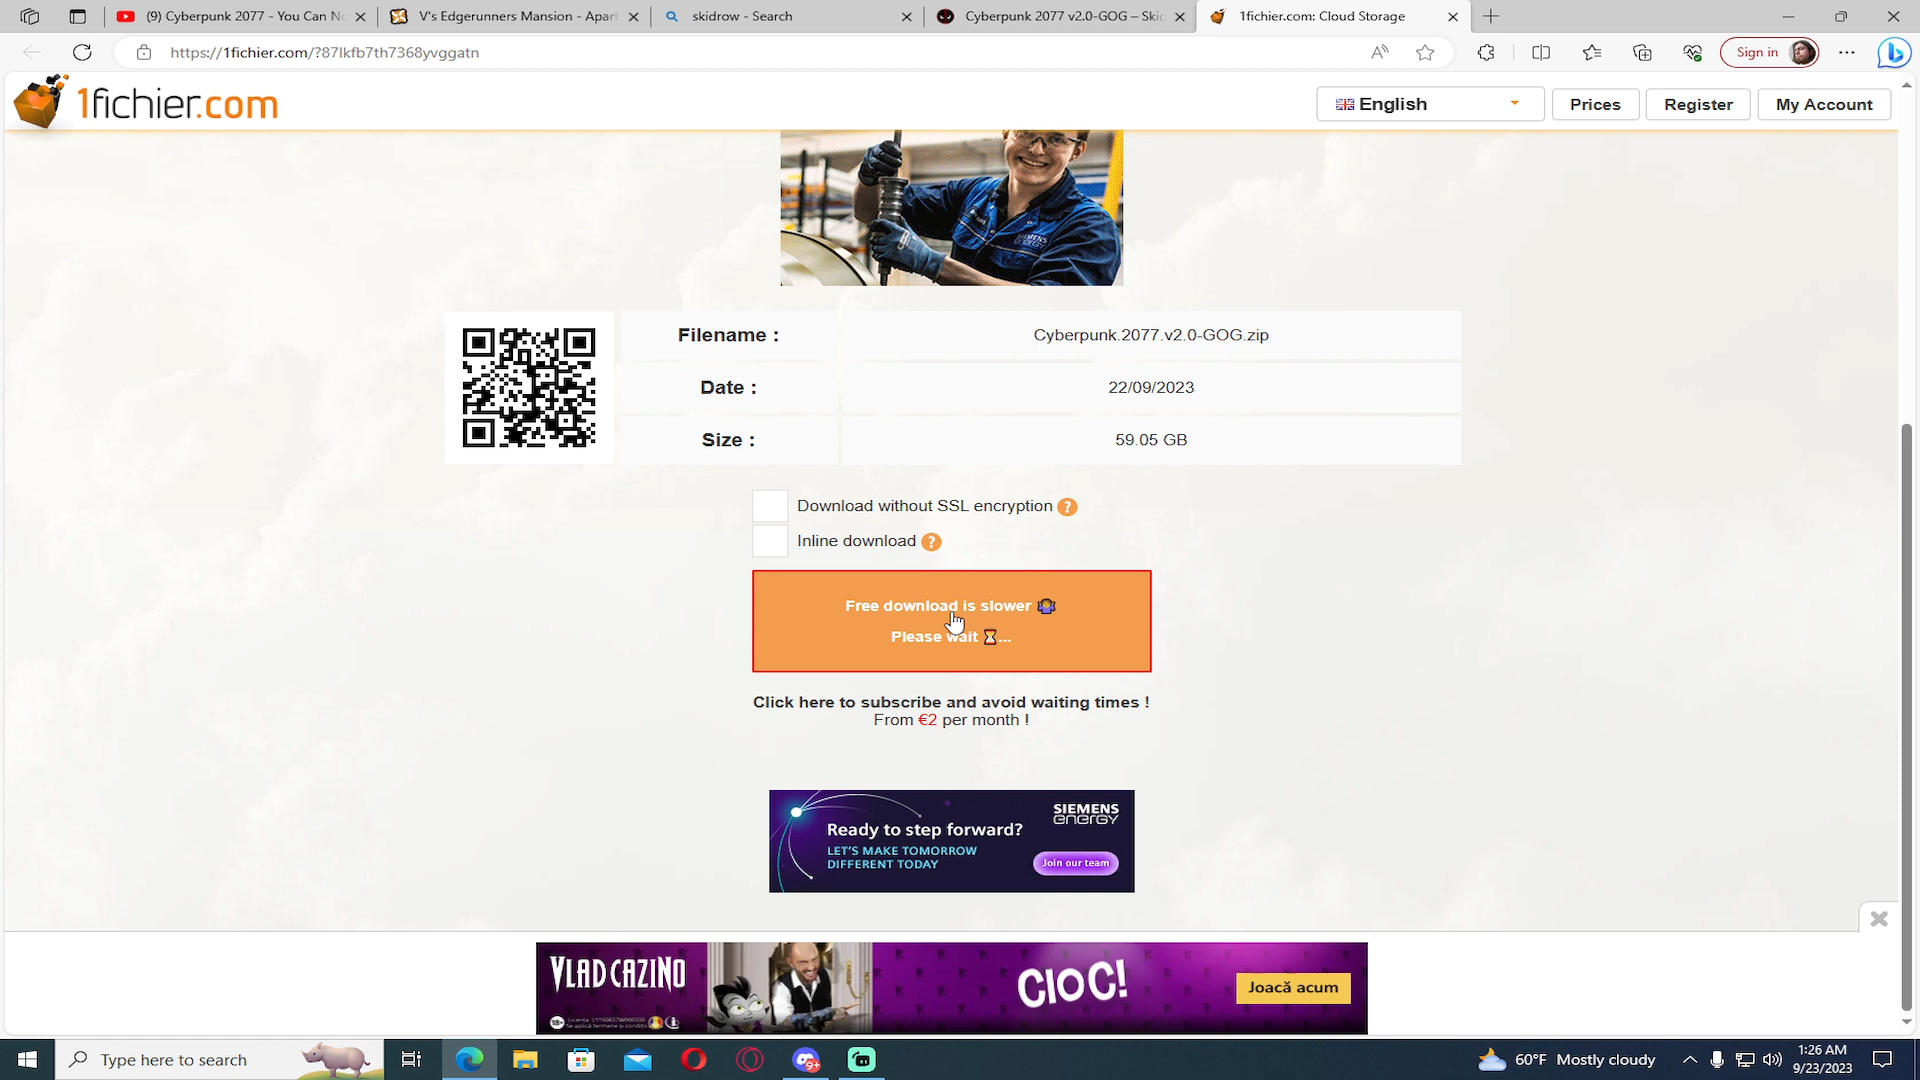 (9) Cyberpunk 2077 - You Can No
V's Edgerunners Mansion - Apart
skidrow - Search
Cyberpunk 2077 v2.0-GOG – Skid
1fichier.com: Cloud Storage
https://1fichier.com/?87lkfb7th7368yvggatn
Sign in
1fichier.com
English
Prices
Register
My Account
SIEMENS
Filename :
Cyberpunk.2077.v2.0-GOG.zip
Date :
22/09/2023
Size :
59.05 GB
Download without SSL encryption ?
Inline download ?
Free download is slower
Please wait ...
Click here to subscribe and avoid waiting times !
From €2 per month !
Ready to step forward?
LET'S MAKE TOMORROW
DIFFERENT TODAY
SIEMENS
energy
Join our team
VLAD CAZINO
CIOC!
Joacă acum
18+
Type here to search
9+
60°F Mostly cloudy
1:26 AM
9/23/2023